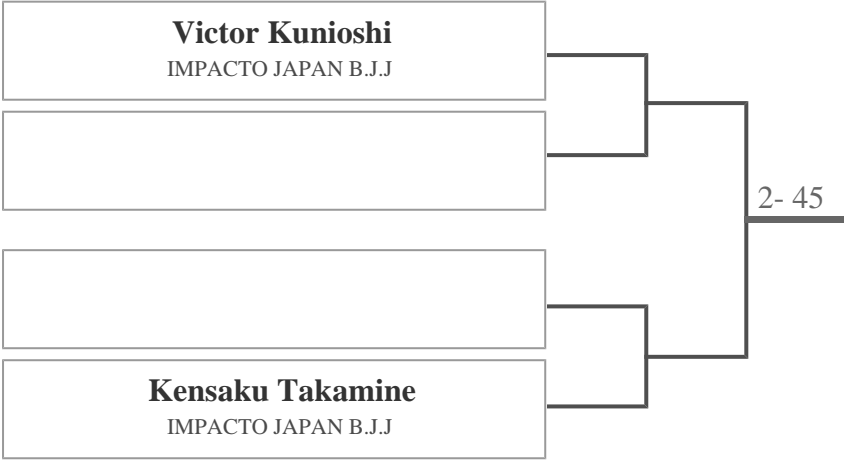 Victor Kunioshi
IMPACTO JAPAN B.J.J
2- 45
Kensaku Takamine
IMPACTO JAPAN B.J.J